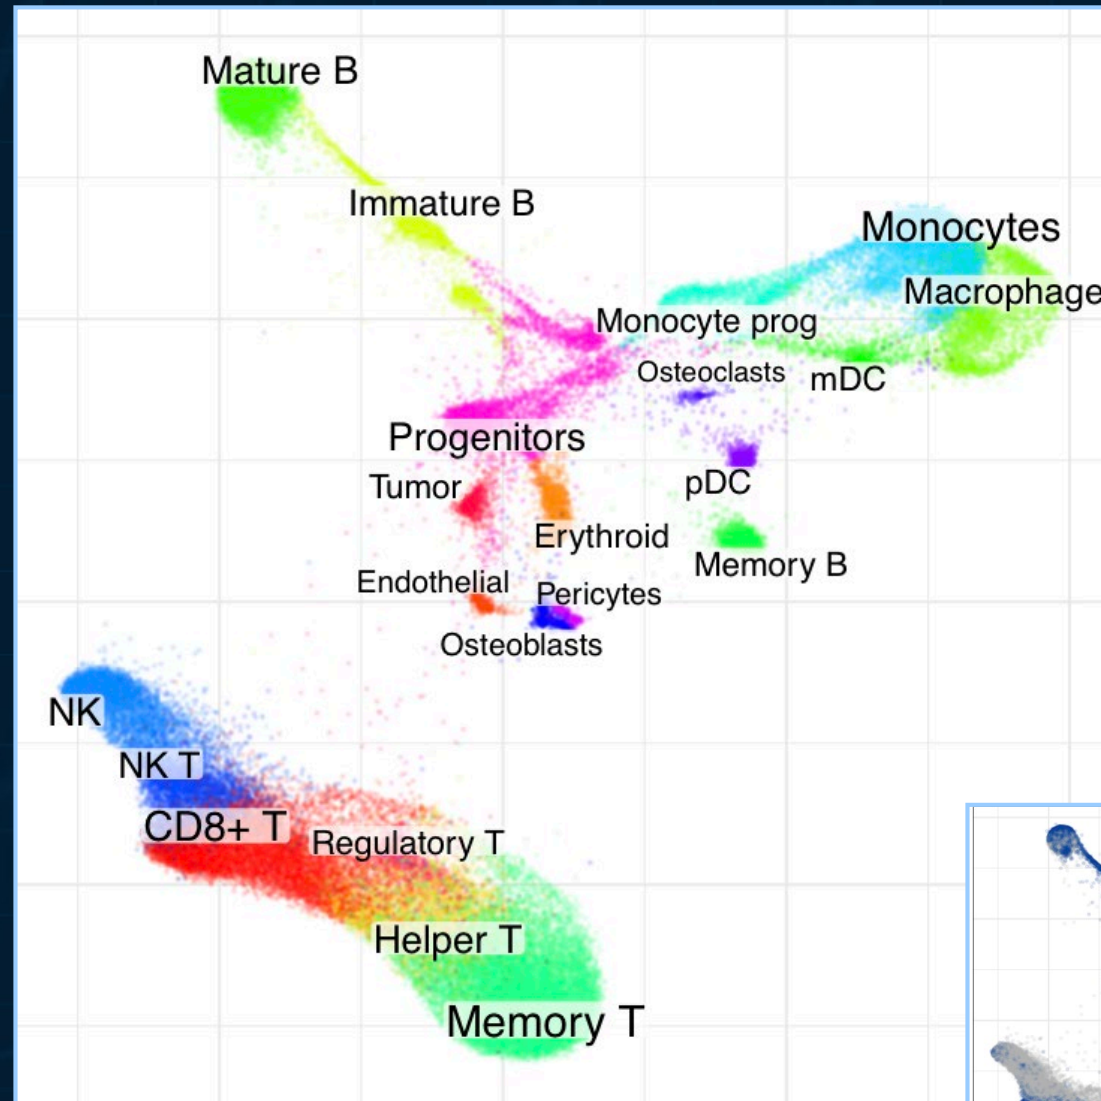 Mature B
Immature B
Monocytes
Macrophage
Monocyte prog
Osteoclasts
mDC
Progenitors
Tumor
pDC
Erythroid
Memory B
Endothelial
Pericytes
Osteoblasts
NK
NK T
CD8+ T
Regulatory T
Helper T
Memory T